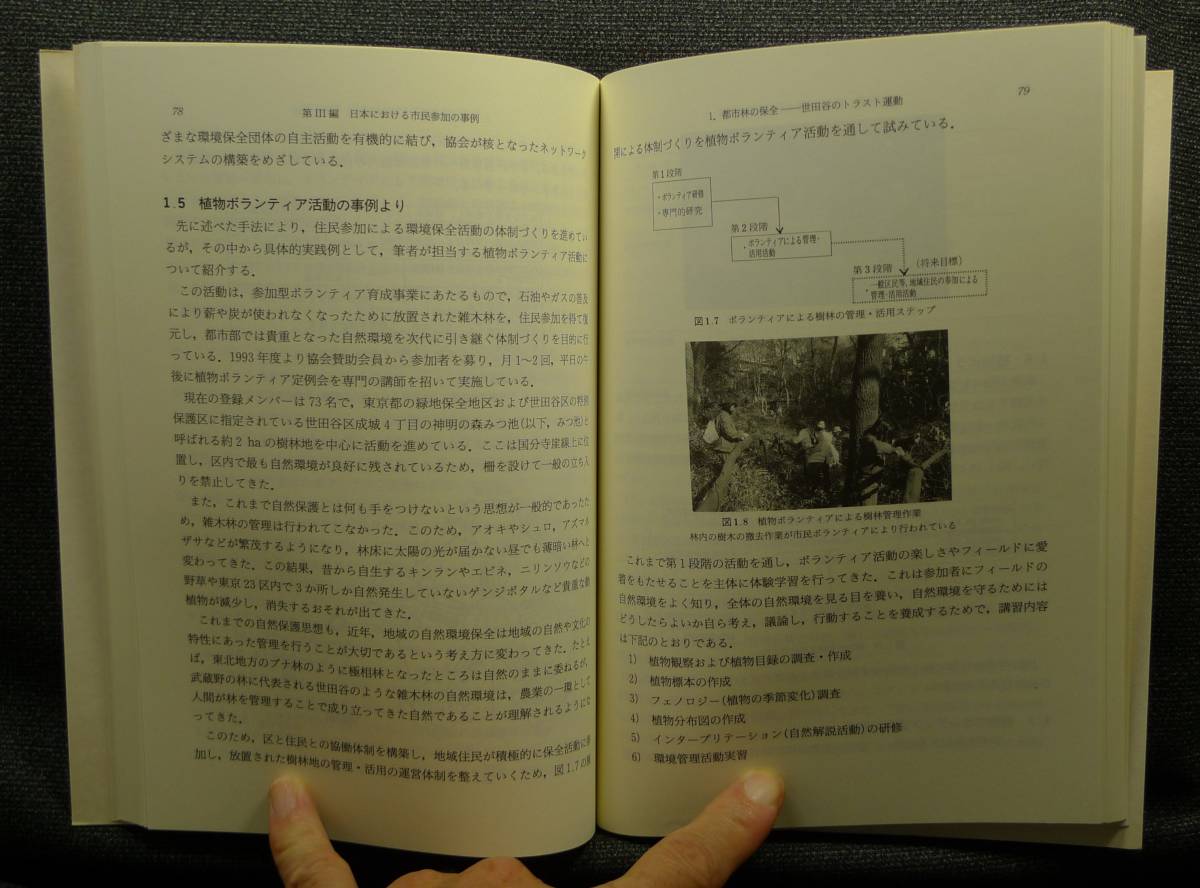 78
第III編 日本における市民参加の事例
ざまな環境保全団体の自主活動を有機的に結び，協会が核となったネットワーク
システムの構築をめざしている．
1.5 植物ボランティア活動の事例より
先に述べた手法により，住民参加による環境保全活動の体制づくりを進めてい
るが，その中から具体的実践例として，筆者が担当する植物ボランティア活動に
ついて紹介する．
この活動は，参加型ボランティア育成事業にあたるもので，石油やガスの普及
により薪や炭が使われなくなったために放置された雑木林を，住民参加を得て復
元し，都市部では貴重となった自然環境を次代に引き継ぐ体制づくりを目的に行
っている．1993年度より協会賛助会員から参加者を募り，月1〜2回，平日の午
後に植物ボランティア定例会を専門の講師を招いて実施している．
現在の登録メンバーは73名で，東京都の緑地保全地区および世田谷区の特別
保護区に指定されている世田谷区成城4丁目の神明の森みつ池(以下，みつ池)と
呼ばれる約2 haの樹林地を中心に活動を進めている．ここは国分寺崖線上に位
置し，区内で最も自然環境が良好に残されているため，柵を設けて一般の立ち入
りを禁止してきた．
また，これまで自然保護とは何も手をつけないという思想が一般的であったた
め，雑木林の管理は行われてこなかった．このため，アオキやシュロ，アズマネ
ザサなどが繁茂するようになり，林床に太陽の光が届かない昼でも薄暗い林へと
変わってきた．この結果，昔から自生するキンランやエビネ，ニリンソウなどの
野草や東京23区内で3か所しか自然発生していないゲンジボタルなど貴重な動
植物が減少し，消失するおそれが出てきた．
これまでの自然保護思想も，近年，地域の自然環境保全は地域の自然や文化の
特性にあった管理を行うことが大切であるという考え方に変わってきた．たとえ
ば，東北地方のブナ林のように極相林となったところは自然のままに委ねるが，
武蔵野の林に代表される世田谷のような雑木林の自然環境は，農業の一環として
人間が林を管理することで成り立ってきた自然であることが理解されるようにな
ってきた．
このため，区と住民との協働体制を構築し，地域住民が積極的に保全活動に参
加し，放置された樹林地の管理・活用の運営体制を整えていくため，図1.7の
79
1. 都市林の保全——世田谷のトラスト運動
開による体制づくりを植物ボランティア活動を通して試みている．
第1段階
・ボランティア研修
・専門的研究
第2段階
・ボランティアによる管理・
活用活動
第3段階 (将来目標)
・一般区民等，地域住民の参加による
管理・活用活動
図1.7 ボランティアによる樹林の管理・活用ステップ
図1.8 植物ボランティアによる樹林管理作業
林内の樹木の撤去作業が市民ボランティアにより行われている
これまで第1段階の活動を通し，ボランティア活動の楽しさやフィールドに愛
着をもたせることを主体に体験学習を行ってきた．これは参加者にフィールドの
自然環境をよく知り，全体の自然環境を見る目を養い，自然環境を守るためには
どうしたらよいか自ら考え，議論し，行動することを養成するためで，講習内容
は下記のとおりである．
1) 植物観察および植物目録の調査・作成
2) 植物標本の作成
3) フェノロジー(植物の季節変化)調査
4) 植物分布図の作成
5) インタープリテーション(自然解説活動)の研修
6) 環境管理活動実習